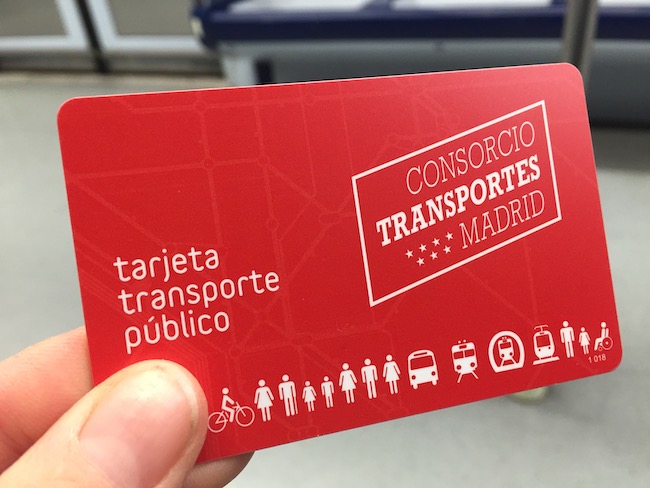 CONSORCIO
TRANSPORTES
MADRID
tarjeta
transporte
público
1 018